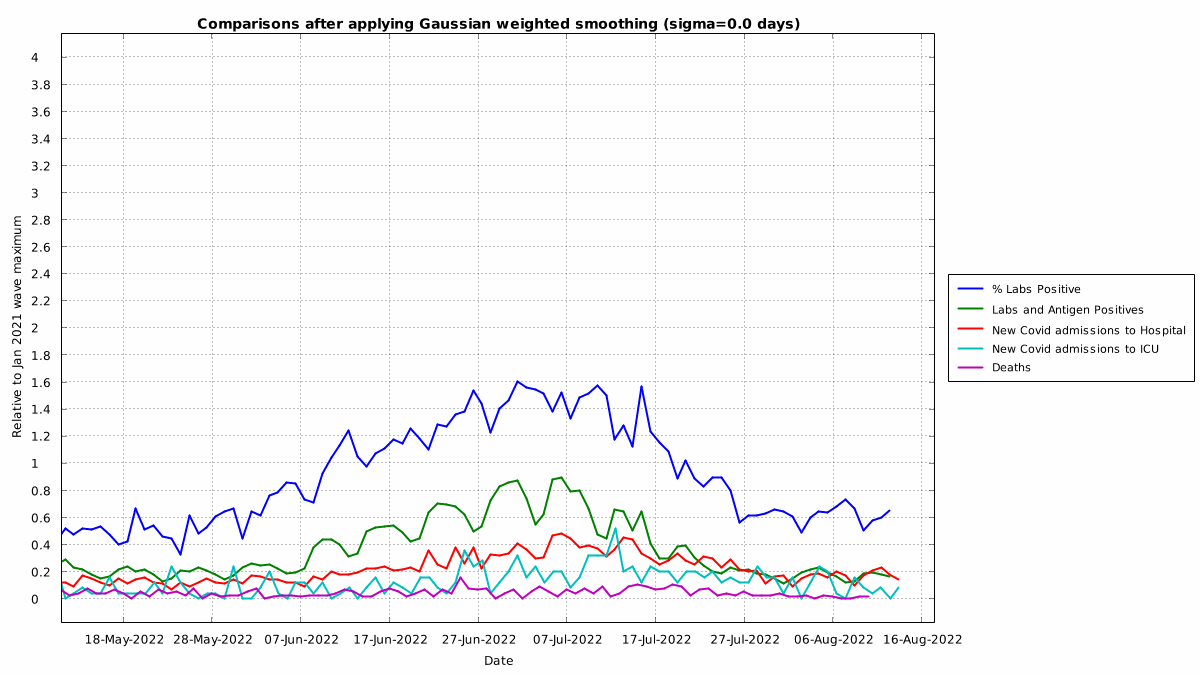 Comparisons after applying Gaussian weighted smoothing (sigma=0.0 days)
Relative to Jan 2021 wave maximum
4
3.8
3.6
3.4
3.2
3
2.8
2.6
2.4
2.2
2
1.8
1.6
1.4
1.2
1
0.8
0.6
0.4
0.2
0
18-May-2022 28-May-2022 07-Jun-2022 17-Jun-2022 27-Jun-2022 07-Jul-2022 17-Jul-2022 27-Jul-2022 06-Aug-2022 16-Aug-2022
Date
% Labs Positive
Labs and Antigen Positives
New Covid admissions to Hospital
New Covid admissions to ICU
Deaths